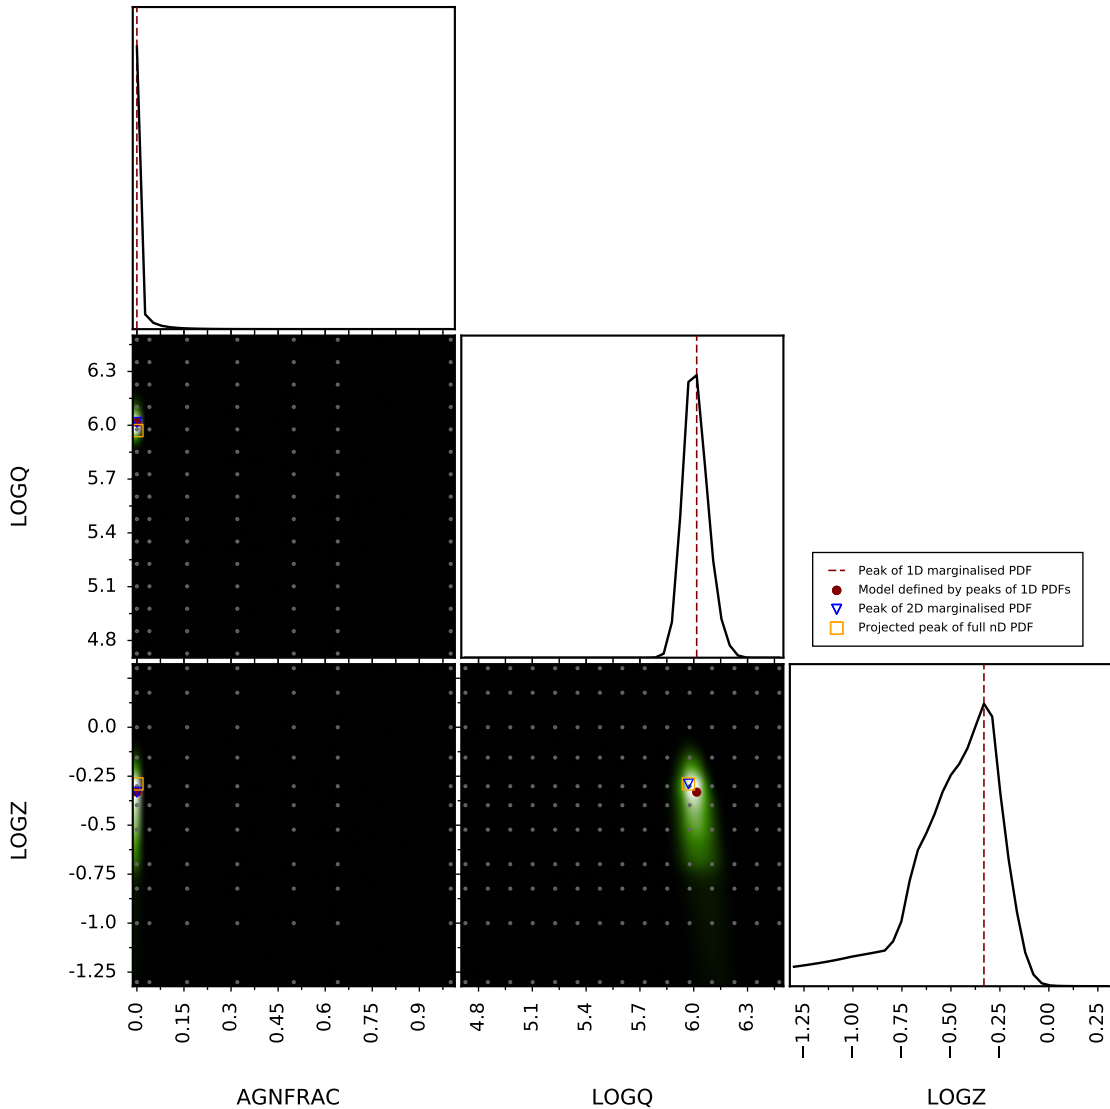 6.3
6.0
5.7
5.4
5.1
4.8
LOGQ
Peak of 1D marginalised PDF
Model defined by peaks of 1D PDFs
Peak of 2D marginalised PDF
Projected peak of full nD PDF
0.0
-0.25
-0.5
-0.75
-1.0
-1.25
LOGZ
0.0 0.15 0.3 0.45 0.6 0.75 0.9
4.8 5.1 5.4 5.7 6.0 6.3
−1.25 −1.00 −0.75 −0.50 −0.25 0.00 0.25
AGNFRAC LOGQ LOGZ